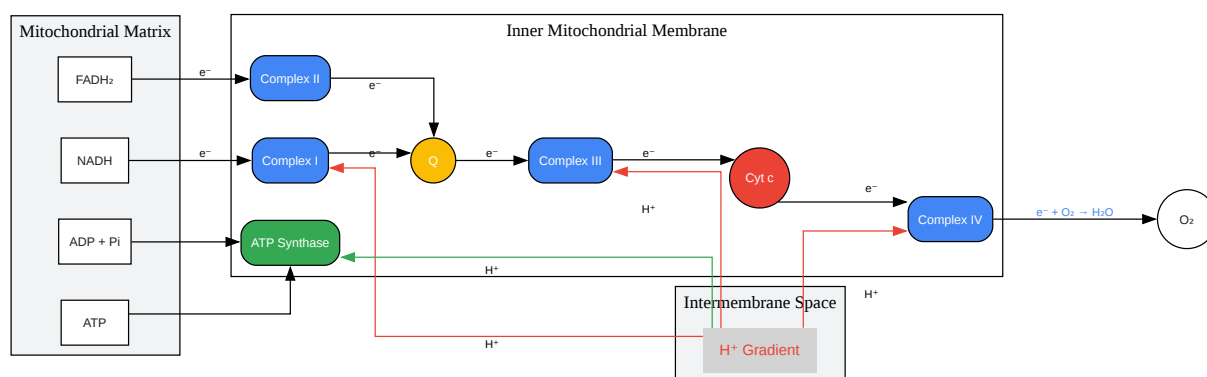 Mitochondrial Matrix
Inner Mitochondrial Membrane
FADH₂
e⁻
Complex II
e⁻
NADH
e⁻
Complex I
e⁻
Q
e⁻
Complex III
e⁻
Cyt c
e⁻
H⁺
Complex IV
e⁻ + O₂ → H₂O
O₂
ADP + Pi
ATP Synthase
H⁺
H⁺
Intermembrane Space
ATP
H⁺
H⁺ Gradient